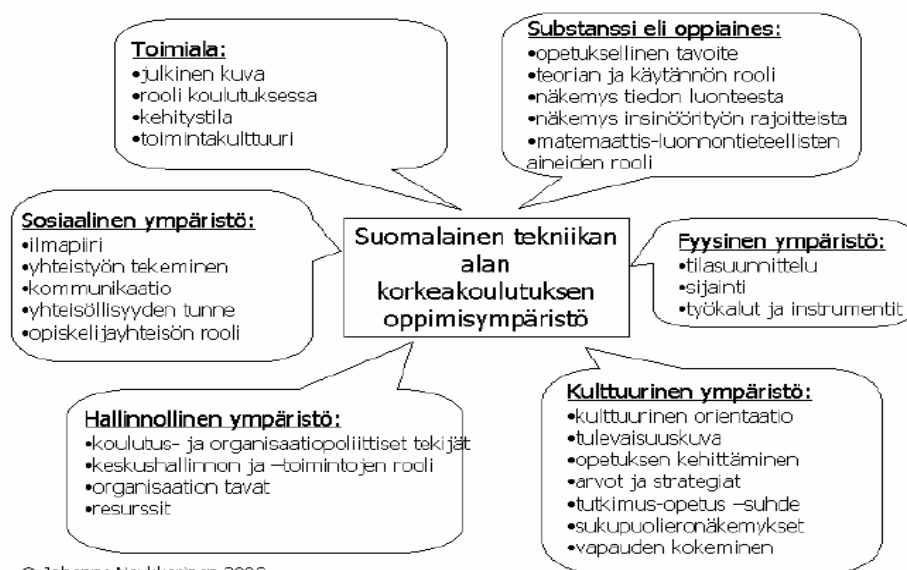 Toimiala:
•julkinen kuva
•rooli koulutuksessa
•kehitystila
•toimintakulttuuri
Substanssi eli oppiaines:
•opetuksellinen tavoite
•teorian ja käytännön rooli
•näkemys tiedon luonteesta
•näkemys insinöörityön rajoitteista
•matemaattis-luonnontieteellisten
aineiden rooli
Sosiaalinen ympäristö:
•ilmapiiri
•yhteistyön tekeminen
•kommunikaatio
•yhteisöllisyyden tunne
•opiskelijayhteisön rooli
Suomalainen tekniikan
alan
korkeakoulutuksen
oppimisympäristö
Fyysinen ympäristö:
•tilasuunnittelu
•sijainti
•työkalut ja instrumentit
Hallinnollinen ympäristö:
•koulutus- ja organisaatiopoliittiset tekijät
•keskushallinnon ja –toimintojen rooli
•organisaation tavat
•resurssit
Kulttuurinen ympäristö:
•kulttuurinen orientaatio
•tulevaisuuskuva
•opetuksen kehittäminen
•arvot ja strategiat
•tutkimus-opetus –suhde
•sukupuolieronäkemykset
•vapauden kokeminen